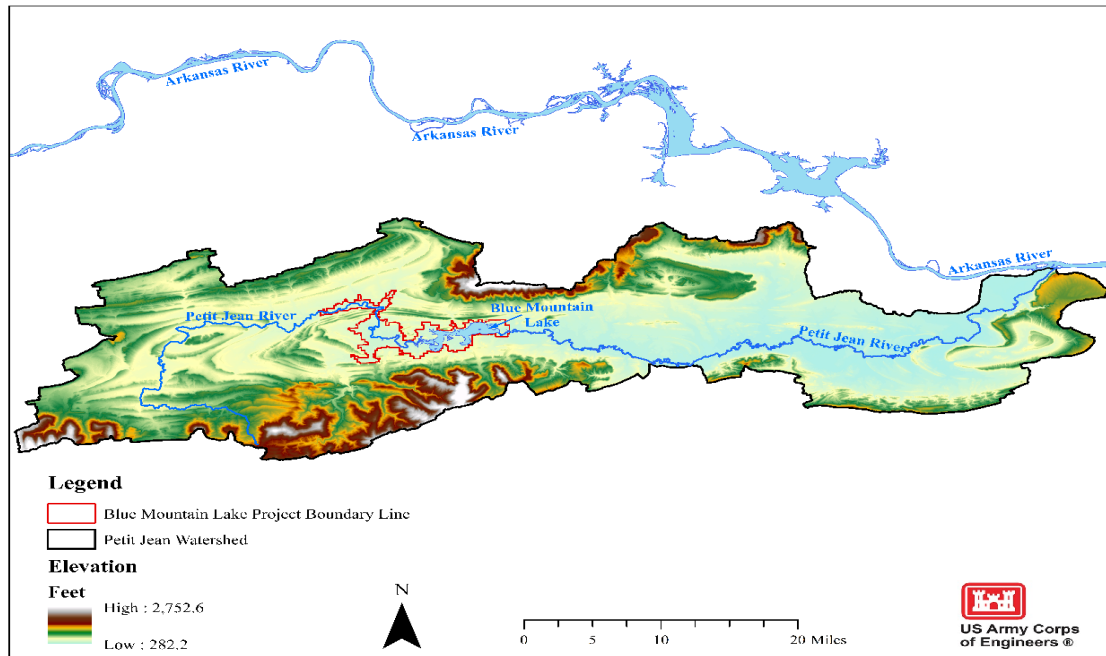 Arkansas River
Arkansas River
Arkansas River
Petit Jean River
Blue Mountain
Lake
Petit Jean River
Legend
Blue Mountain Lake Project Boundary Line
Petit Jean Watershed
Elevation
Feet
High : 2,752.6
Low : 282.2
N
0 5 10 20 Miles
US Army Corps
of Engineers ®